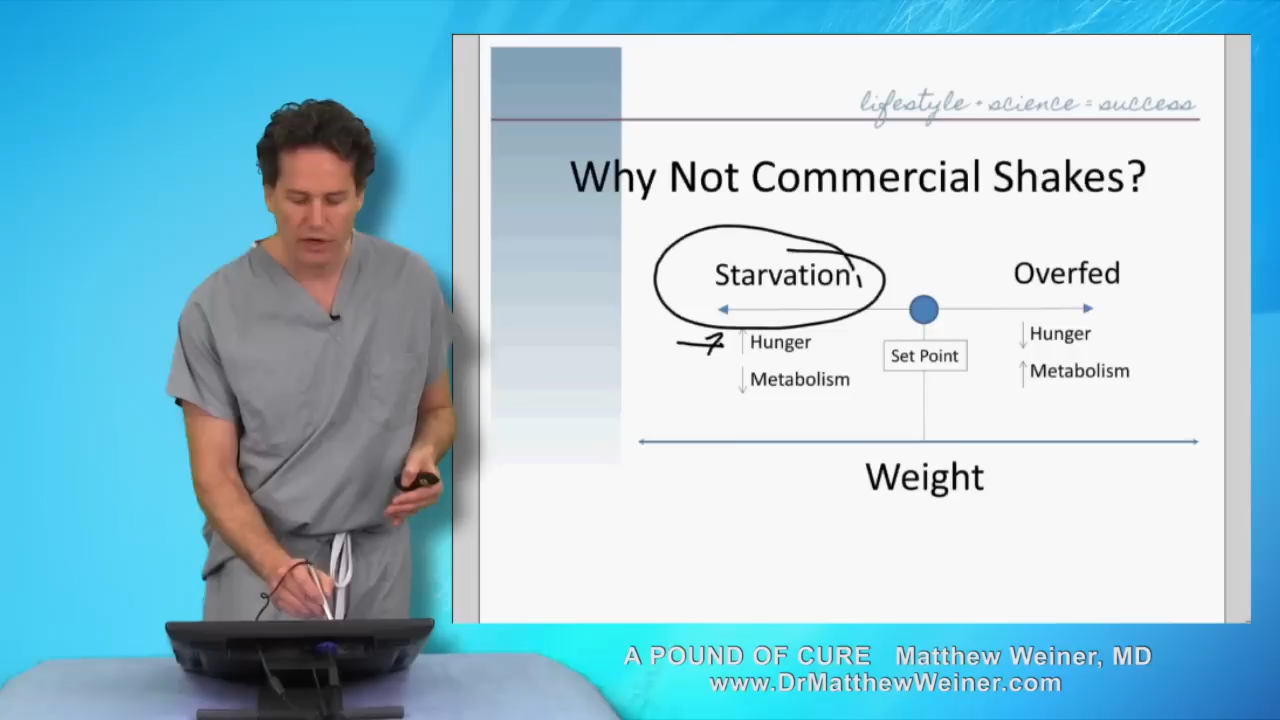 lifestyle + science = success
Why Not Commercial Shakes?
Starvation
Overfed
Hunger
Metabolism
Set Point
Hunger
Metabolism
Weight
A POUND OF CURE Matthew Weiner, MD
www.DrMatthewWeiner.com